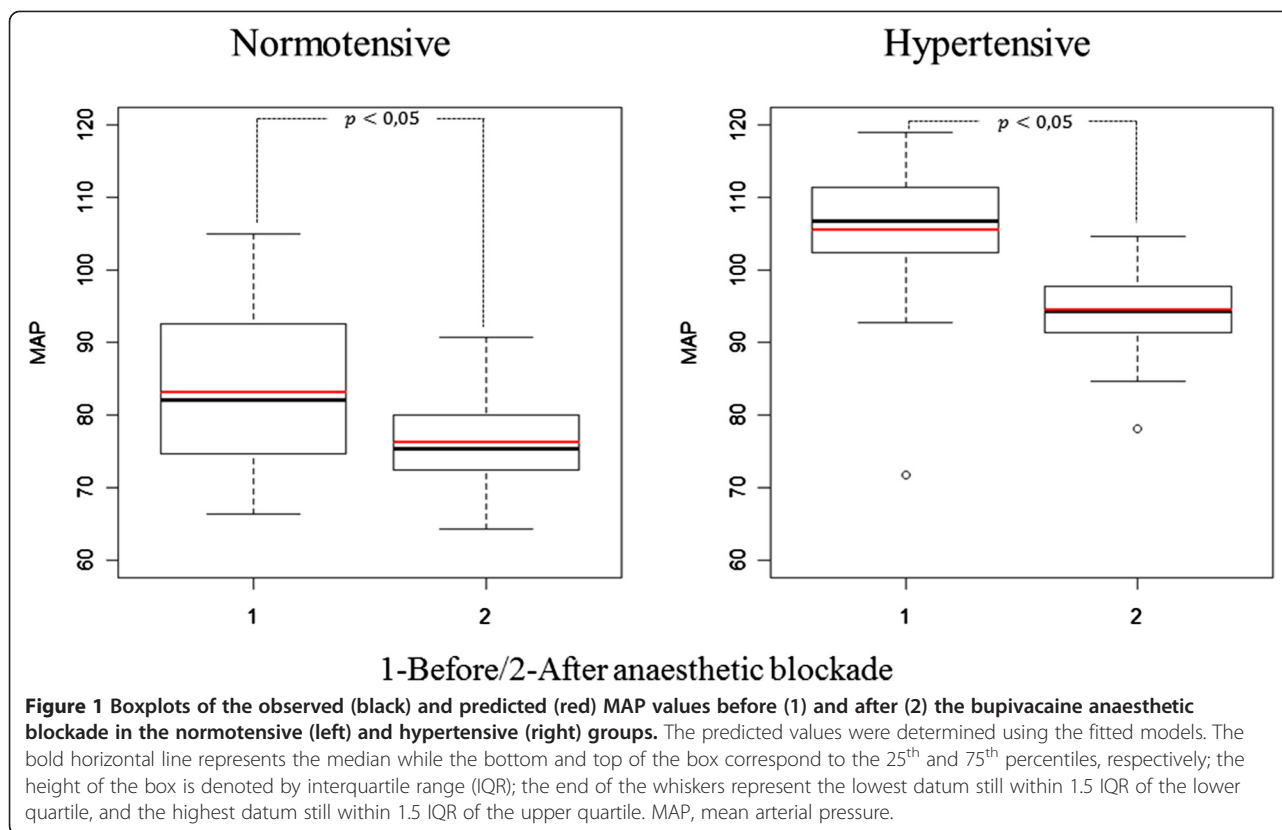 Normotensive
Hypertensive
p < 0,05
p < 0,05
120
110
100
90
80
70
60
MAP
1
2
120
110
100
90
80
70
60
MAP
1
2
1-Before/2-After anaesthetic blockade
Figure 1 Boxplots of the observed (black) and predicted (red) MAP values before (1) and after (2) the bupivacaine anaesthetic
blockade in the normotensive (left) and hypertensive (right) groups. The predicted values were determined using the fitted models. The
bold horizontal line represents the median while the bottom and top of the box correspond to the 25th and 75th percentiles, respectively; the
height of the box is denoted by interquartile range (IQR); the end of the whiskers represent the lowest datum still within 1.5 IQR of the lower
quartile, and the highest datum still within 1.5 IQR of the upper quartile. MAP, mean arterial pressure.